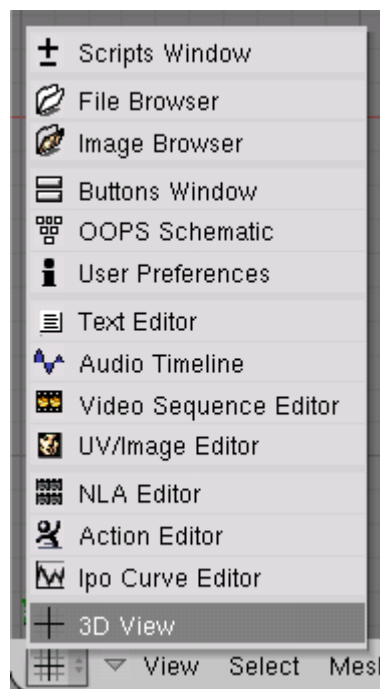 Scripts Window
File Browser
Image Browser
Buttons Window
OOPS Schematic
User Preferences
Text Editor
Audio Timeline
Video Sequence Editor
UV/Image Editor
NLA Editor
Action Editor
Ipo Curve Editor
3D View
View Select Mesh